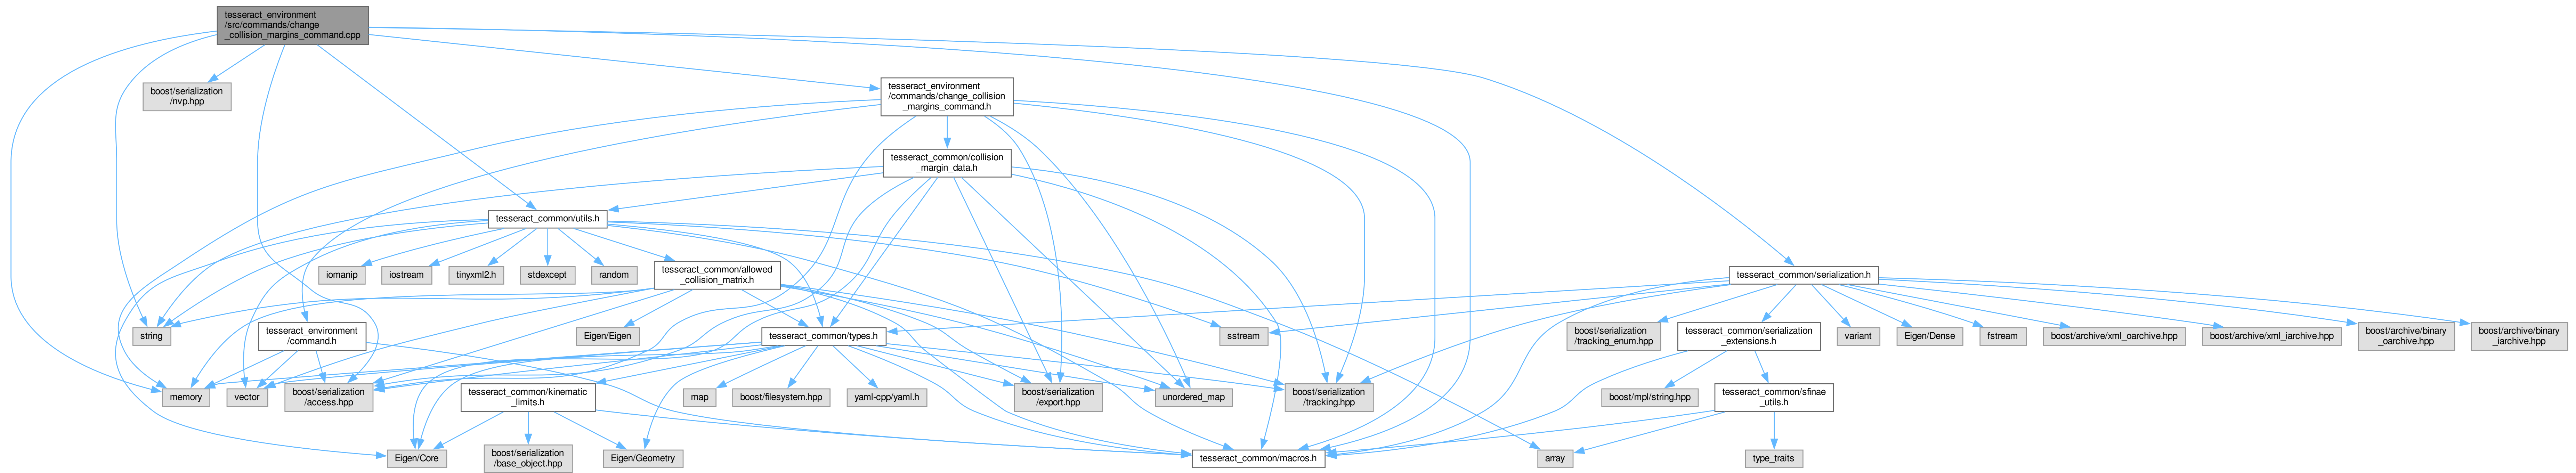 tesseract_environment
/src/commands/change
_collision_margins_command.cpp
boost/serialization
/nvp.hpp
tesseract_environment
/commands/change_collision
_margins_command.h
tesseract_common/collision
_margin_data.h
tesseract_common/utils.h
iomanip
iostream
tinyxml2.h
stdexcept
random
tesseract_common/allowed
_collision_matrix.h
tesseract_common/serialization.h
string
tesseract_environment
/command.h
Eigen/Eigen
tesseract_common/types.h
sstream
boost/serialization
/tracking_enum.hpp
tesseract_common/serialization
_extensions.h
variant
Eigen/Dense
fstream
boost/archive/xml_oarchive.hpp
boost/archive/xml_iarchive.hpp
boost/archive/binary
_oarchive.hpp
boost/archive/binary
_iarchive.hpp
memory
vector
boost/serialization
/access.hpp
tesseract_common/kinematic
_limits.h
map
boost/filesystem.hpp
yaml-cpp/yaml.h
boost/serialization
/export.hpp
unordered_map
boost/serialization
/tracking.hpp
boost/mpl/string.hpp
tesseract_common/sfinae
_utils.h
Eigen/Core
boost/serialization
/base_object.hpp
Eigen/Geometry
tesseract_common/macros.h
array
type_traits